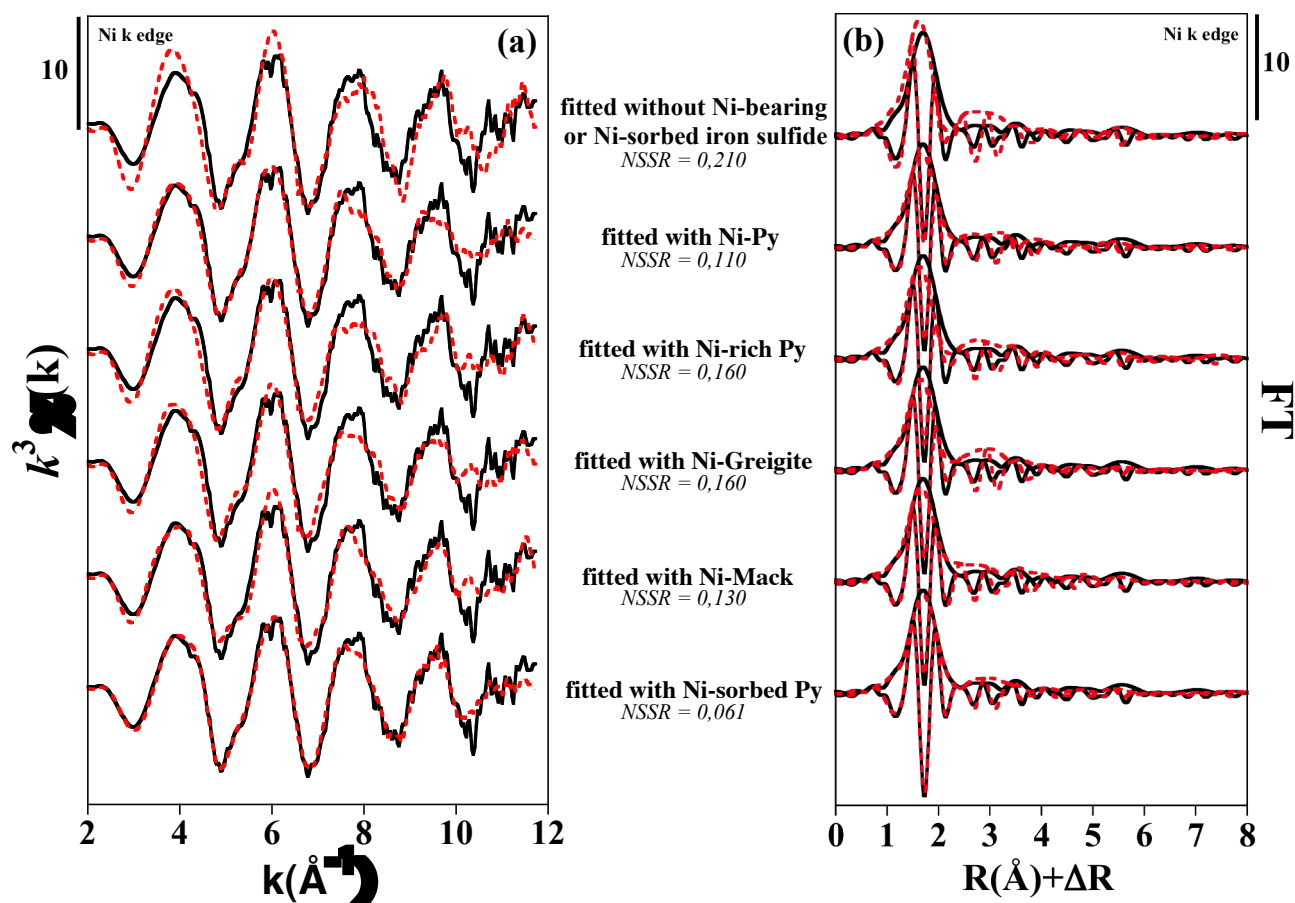 10
Ni k edge
(a)
k³ (k)
2 4 6 8 10 12
k(Å⁻¹)
fitted without Ni-bearing
or Ni-sorbed iron sulfide
NSSR = 0,210
fitted with Ni-Py
NSSR = 0,110
fitted with Ni-rich Py
NSSR = 0,160
fitted with Ni-Greigite
NSSR = 0,160
fitted with Ni-Mack
NSSR = 0,130
fitted with Ni-sorbed Py
NSSR = 0,061
(b)
Ni k edge
10
FT
0 1 2 3 4 5 6 7 8
R(Å)+ΔR